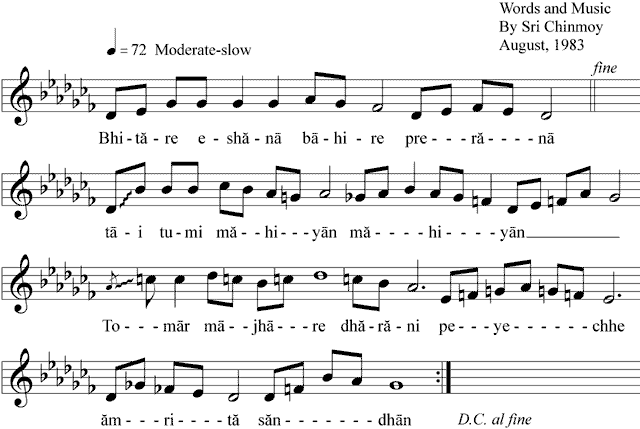 Words and Music
By Sri Chinmoy
August, 1983
♩ = 72 Moderate-slow
fine
Bhi - tă - re e - shă - nā bā - hi - re pre - - - ră - - - - nā
tā - i tu - mi mă - hi - - yān mă - - - - hi - - - - yān
To - - - mār mā - jhā - - re dhă - ră - ni pe - - - ye - - - - chhe
ăm - - - - ri - - - - tă săn - - - - - dhān D.C. al fine